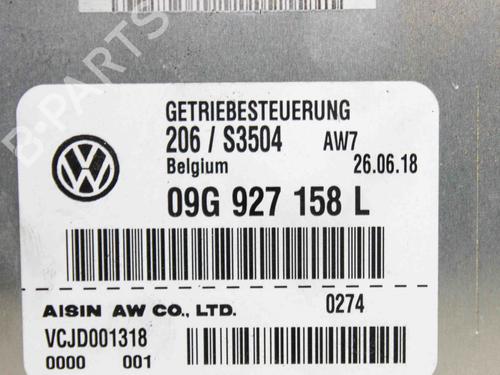 B-PARTS
GETRIEBESTEUERUNG
206 / S3504 AW7
Belgium 26.06.18
09G 927 158 L
AISIN AW CO., LTD. 0274
VCJD001318
0000 001